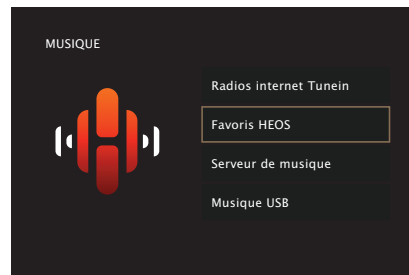 MUSIQUE
Radios internet Tunein
Favoris HEOS
Serveur de musique
Musique USB